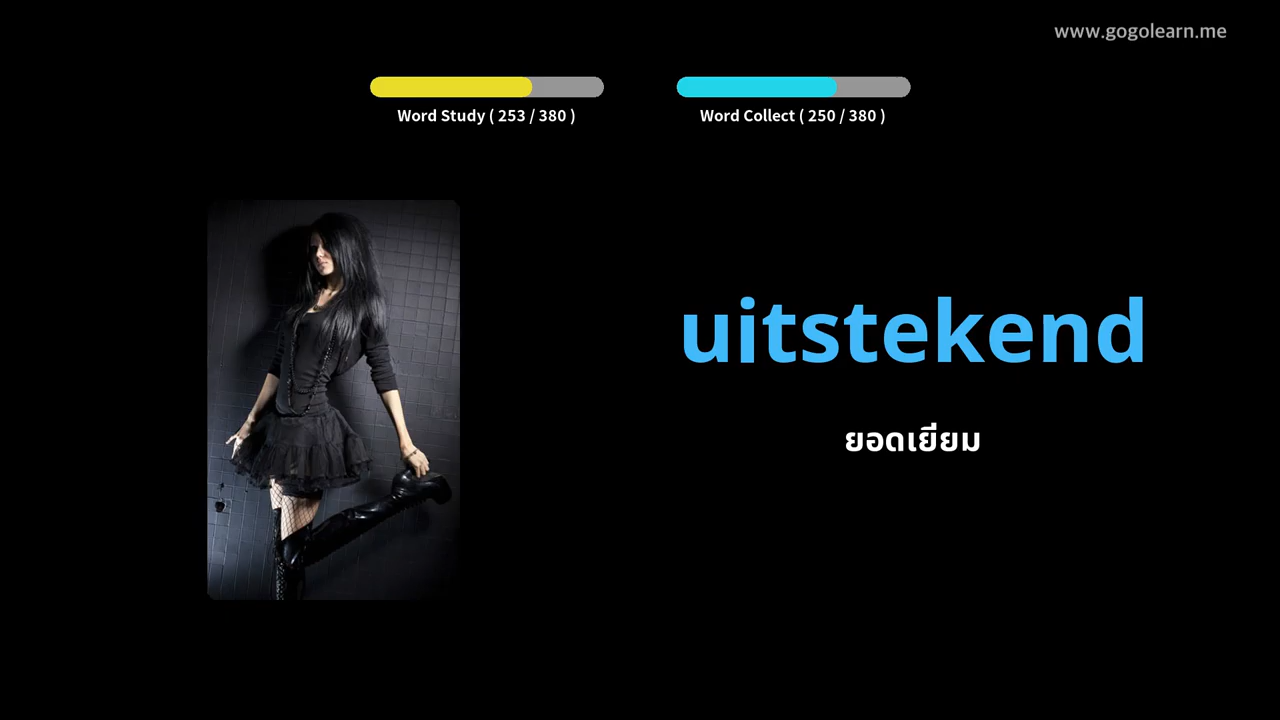 www.gogolearn.me
Word Study ( 253 / 380 )
Word Collect ( 250 / 380 )
uitstekend
ยอดเยี่ยม